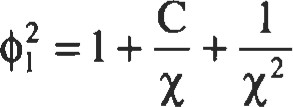 ϕ₁² = 1 + C/χ + 1/χ²